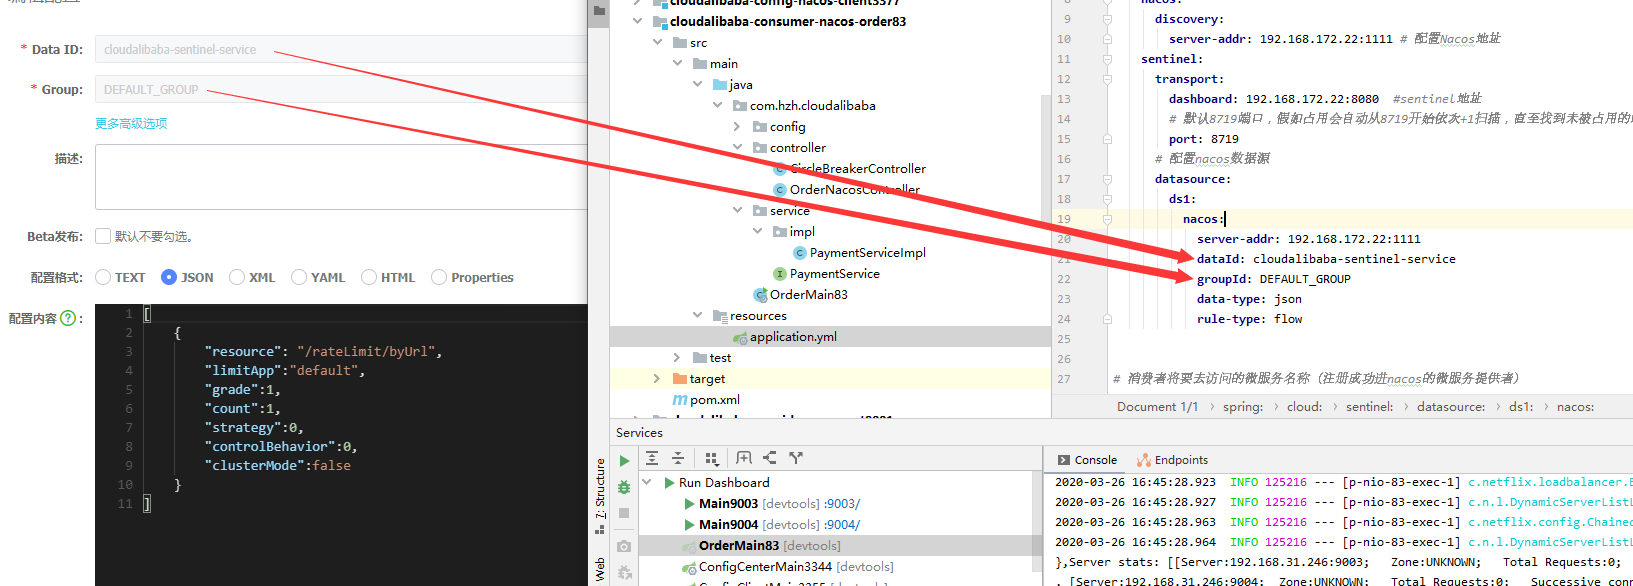 * Data ID:
cloudalibaba-sentinel-service
* Group:
DEFAULT_GROUP
更多高级选项
描述:
Beta发布:
默认不要勾选。
配置格式:
TEXT
JSON
XML
YAML
HTML
Properties
配置内容 ? :
1 [
2 {
3 "resource": "/rateLimit/byUrl",
4 "limitApp":"default",
5 "grade":1,
6 "count":1,
7 "strategy":0,
8 "controlBehavior":0,
9 "clusterMode":false
10 }
11 ]
cloudalibaba-config-nacos-client3377
cloudalibaba-consumer-nacos-order83
src
main
java
com.hzh.cloudalibaba
config
controller
CircleBreakerController
OrderNacosController
service
impl
PaymentServiceImpl
PaymentService
OrderMain83
resources
application.yml
test
target
pom.xml
8 nacos:
9 discovery:
10 server-addr: 192.168.172.22:1111 # 配置Nacos地址
11 sentinel:
12 transport:
13 dashboard: 192.168.172.22:8080 #sentinel地址
14 # 默认8719端口，假如占用会自动从8719开始依次+1扫描，直至找到未被占用的
15 port: 8719
16 # 配置nacos数据源
17 datasource:
18 ds1:
19 nacos:
20 server-addr: 192.168.172.22:1111
21 dataId: cloudalibaba-sentinel-service
22 groupId: DEFAULT_GROUP
23 data-type: json
24 rule-type: flow
25
26
27 # 消费者将要去访问的微服务名称（注册成功进nacos的微服务提供者）
Document 1/1 › spring: › cloud: › sentinel: › datasource: › ds1: › nacos:
Services
7: Structure
Web
Run Dashboard
Main9003 [devtools] :9003/
Main9004 [devtools] :9004/
OrderMain83 [devtools]
ConfigCenterMain3344 [devtools]
ConfigClientMain3355 [devtools]
Console
Endpoints
2020-03-26 16:45:28.923 INFO 125216 --- [p-nio-83-exec-1] c.netflix.loadbalancer.
2020-03-26 16:45:28.927 INFO 125216 --- [p-nio-83-exec-1] c.n.l.DynamicServerListL
2020-03-26 16:45:28.963 INFO 125216 --- [p-nio-83-exec-1] c.netflix.config.Chained
2020-03-26 16:45:28.964 INFO 125216 --- [p-nio-83-exec-1] c.n.l.DynamicServerListL
},Server stats: [[Server:192.168.31.246:9003; Zone:UNKNOWN; Total Requests:0;
, [Server:192.168.31.246:9004; Zone:UNKNOWN; Total Requests:0; Successive conn